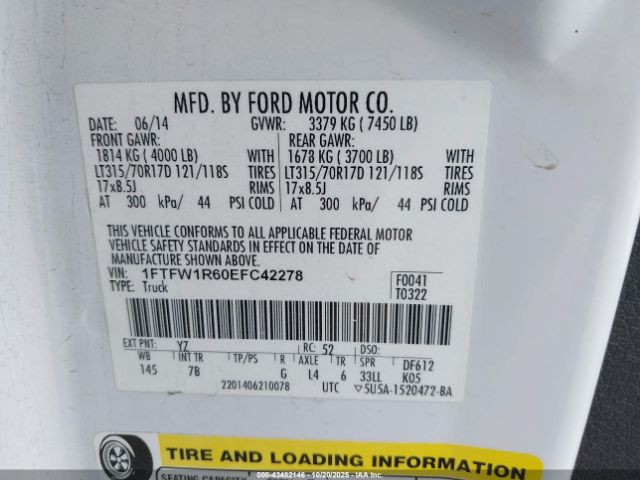 MFD. BY FORD MOTOR CO.
DATE: 06/14 GVWR: 3379 KG ( 7450 LB)
FRONT GAWR: REAR GAWR:
1814 KG ( 4000 LB) WITH 1678 KG ( 3700 LB) WITH
LT315/70R17D 121/118S TIRES LT315/70R17D 121/118S TIRES
17x8.5J RIMS 17x8.5J RIMS
AT 300 kPa/ 44 PSI COLD AT 300 kPa/ 44 PSI COLD
THIS VEHICLE CONFORMS TO ALL APPLICABLE FEDERAL MOTOR
VEHICLE SAFETY STANDARDS IN EFFECT ON THE DATE OF
MANUFACTURE SHOWN ABOVE.
VIN: 1FTFW1R60EFC42278 F0041
TYPE: Truck T0322
EXT PNT: YZ RC: 52 DSO:
WB INT TR TP/PS R AXLE TR SPR DF612
145 7B G L4 6 33LL K05
2201406210078 UTC ▽5U5A-1520472-BA
TIRE AND LOADING INFORMATION
SEATING CAPACITY
© 43482146 - 10/20/2025 - IAAI.COM